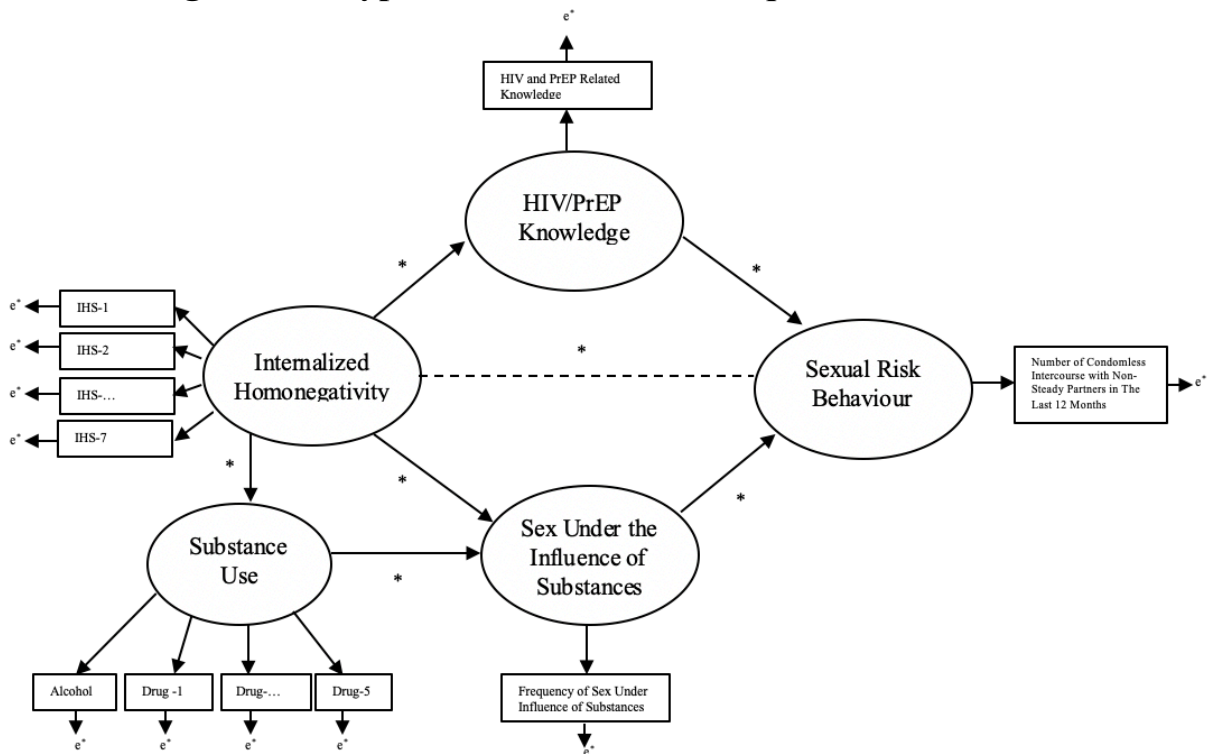 e*
HIV and PrEP Related
Knowledge
HIV/PrEP
Knowledge
*
*
e*
IHS-1
e*
IHS-2
e*
IHS-...
e*
IHS-7
Internalized
Homonegativity
*
Sexual Risk
Behaviour
Number of Condomless
Intercourse with Non-
Steady Partners in The
Last 12 Months
e*
*
*
*
Substance
Use
*
Sex Under the
Influence of
Substances
Alcohol
Drug -1
Drug-...
Drug-5
Frequency of Sex Under
Influence of Substances
e*
e*
e*
e*
e*